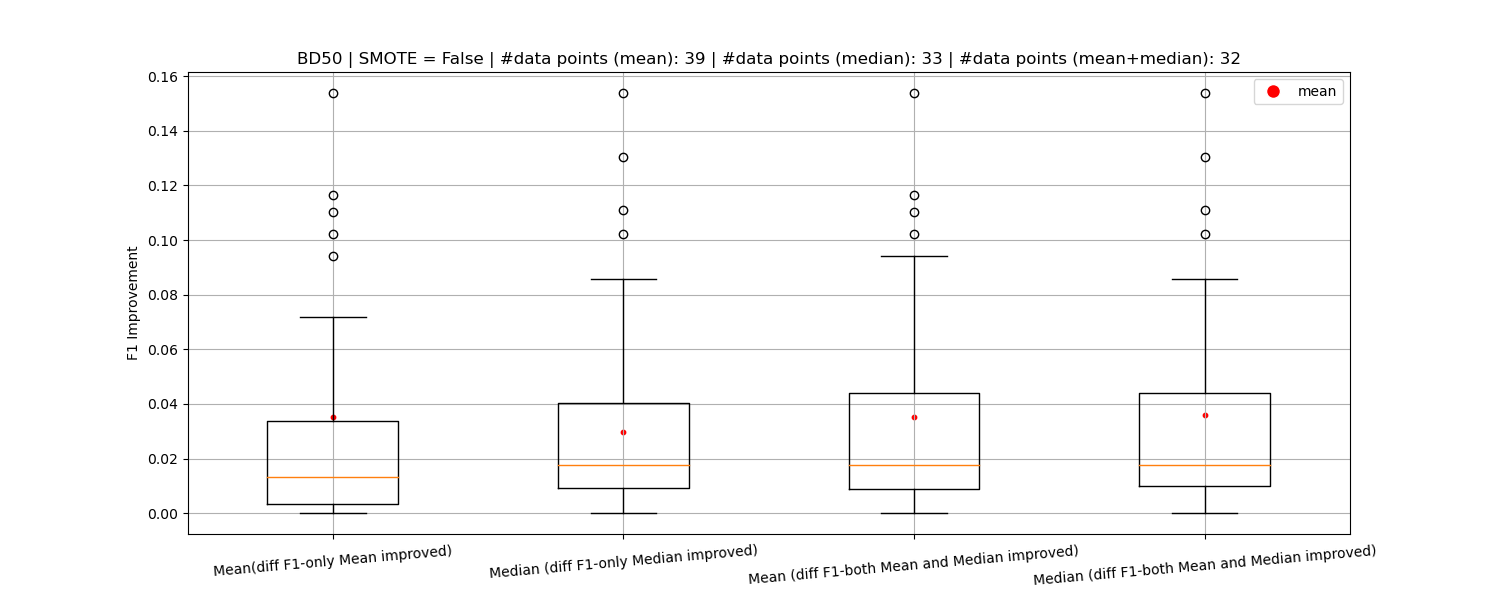 BD50 | SMOTE = False | #data points (mean): 39 | #data points (median): 33 | #data points (mean+median): 32
mean
F1 Improvement
0.16
0.14
0.12
0.10
0.08
0.06
0.04
0.02
0.00
Mean(diff F1-only Mean improved)
Median (diff F1-only Median improved)
Mean (diff F1-both Mean and Median improved)
Median (diff F1-both Mean and Median improved)